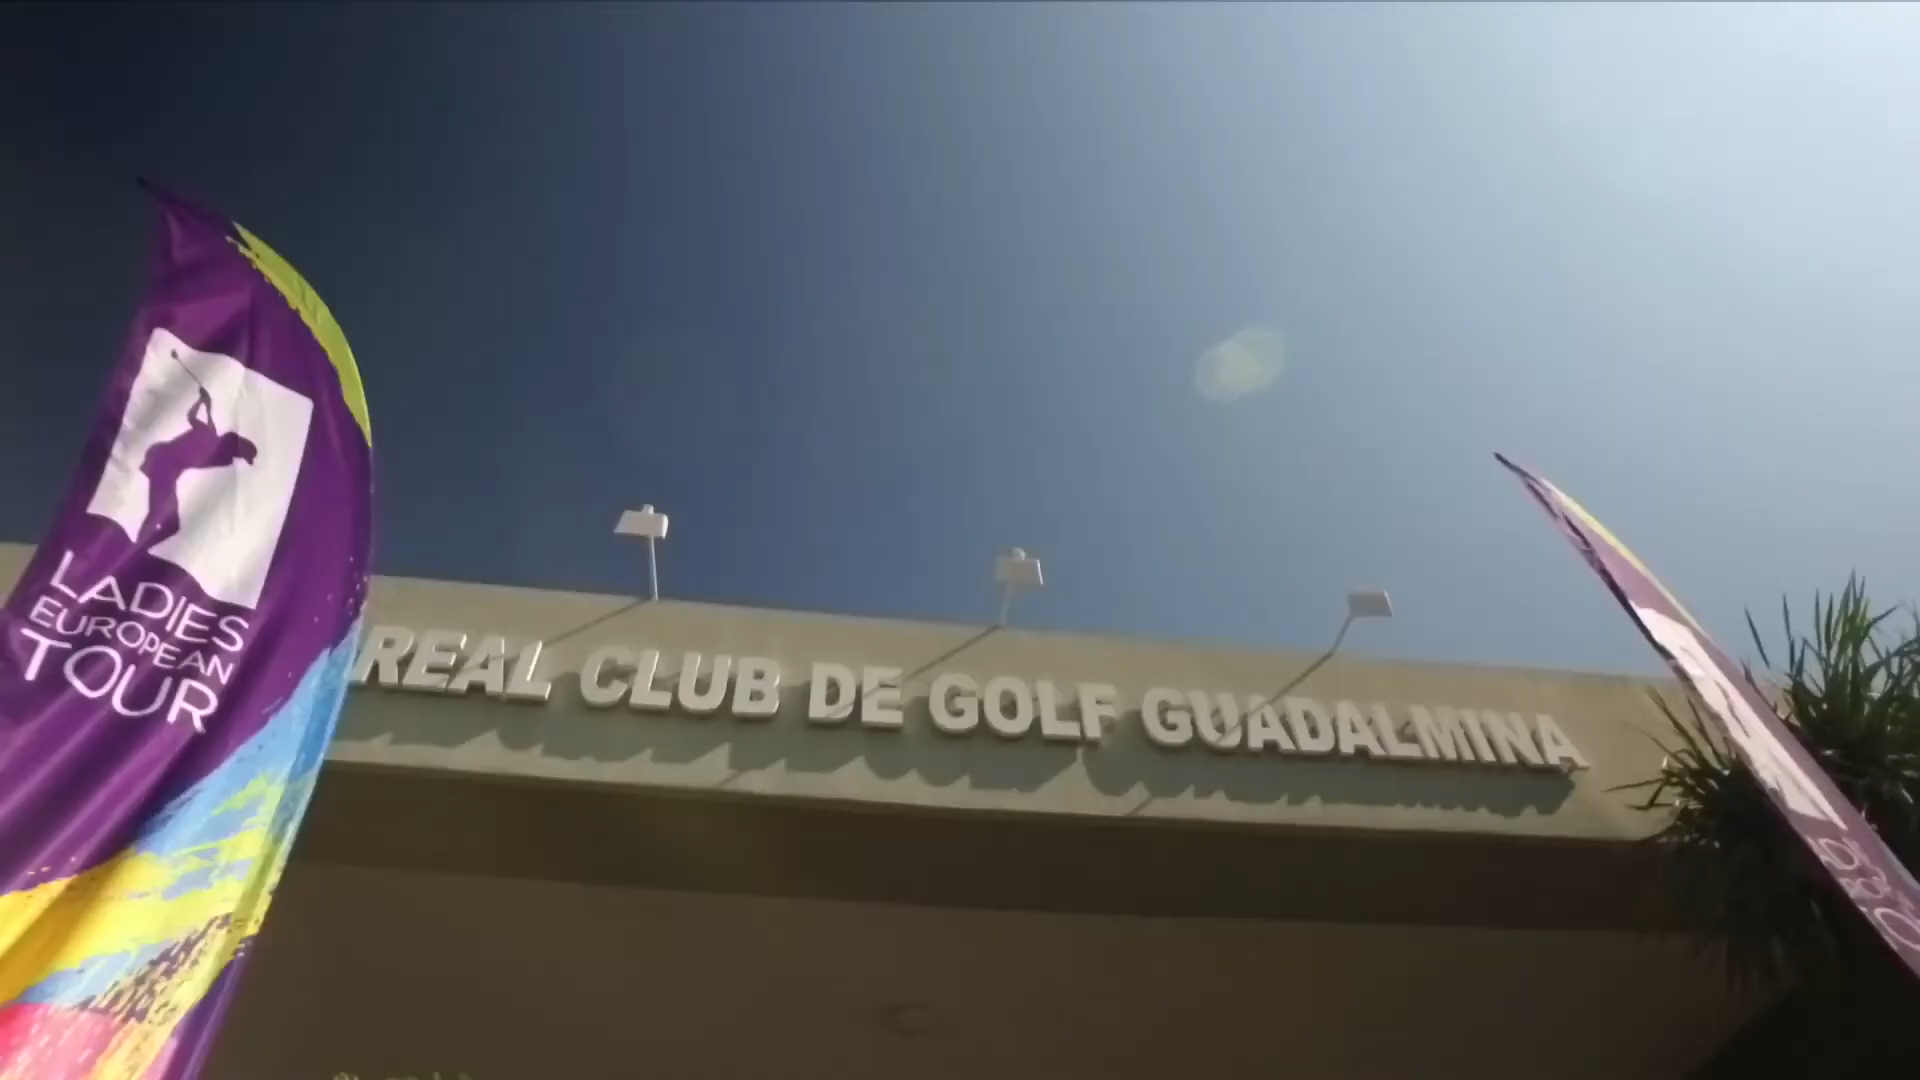 LADIES
EUROPEAN
TOUR
REAL CLUB DE GOLF GUADALMINA